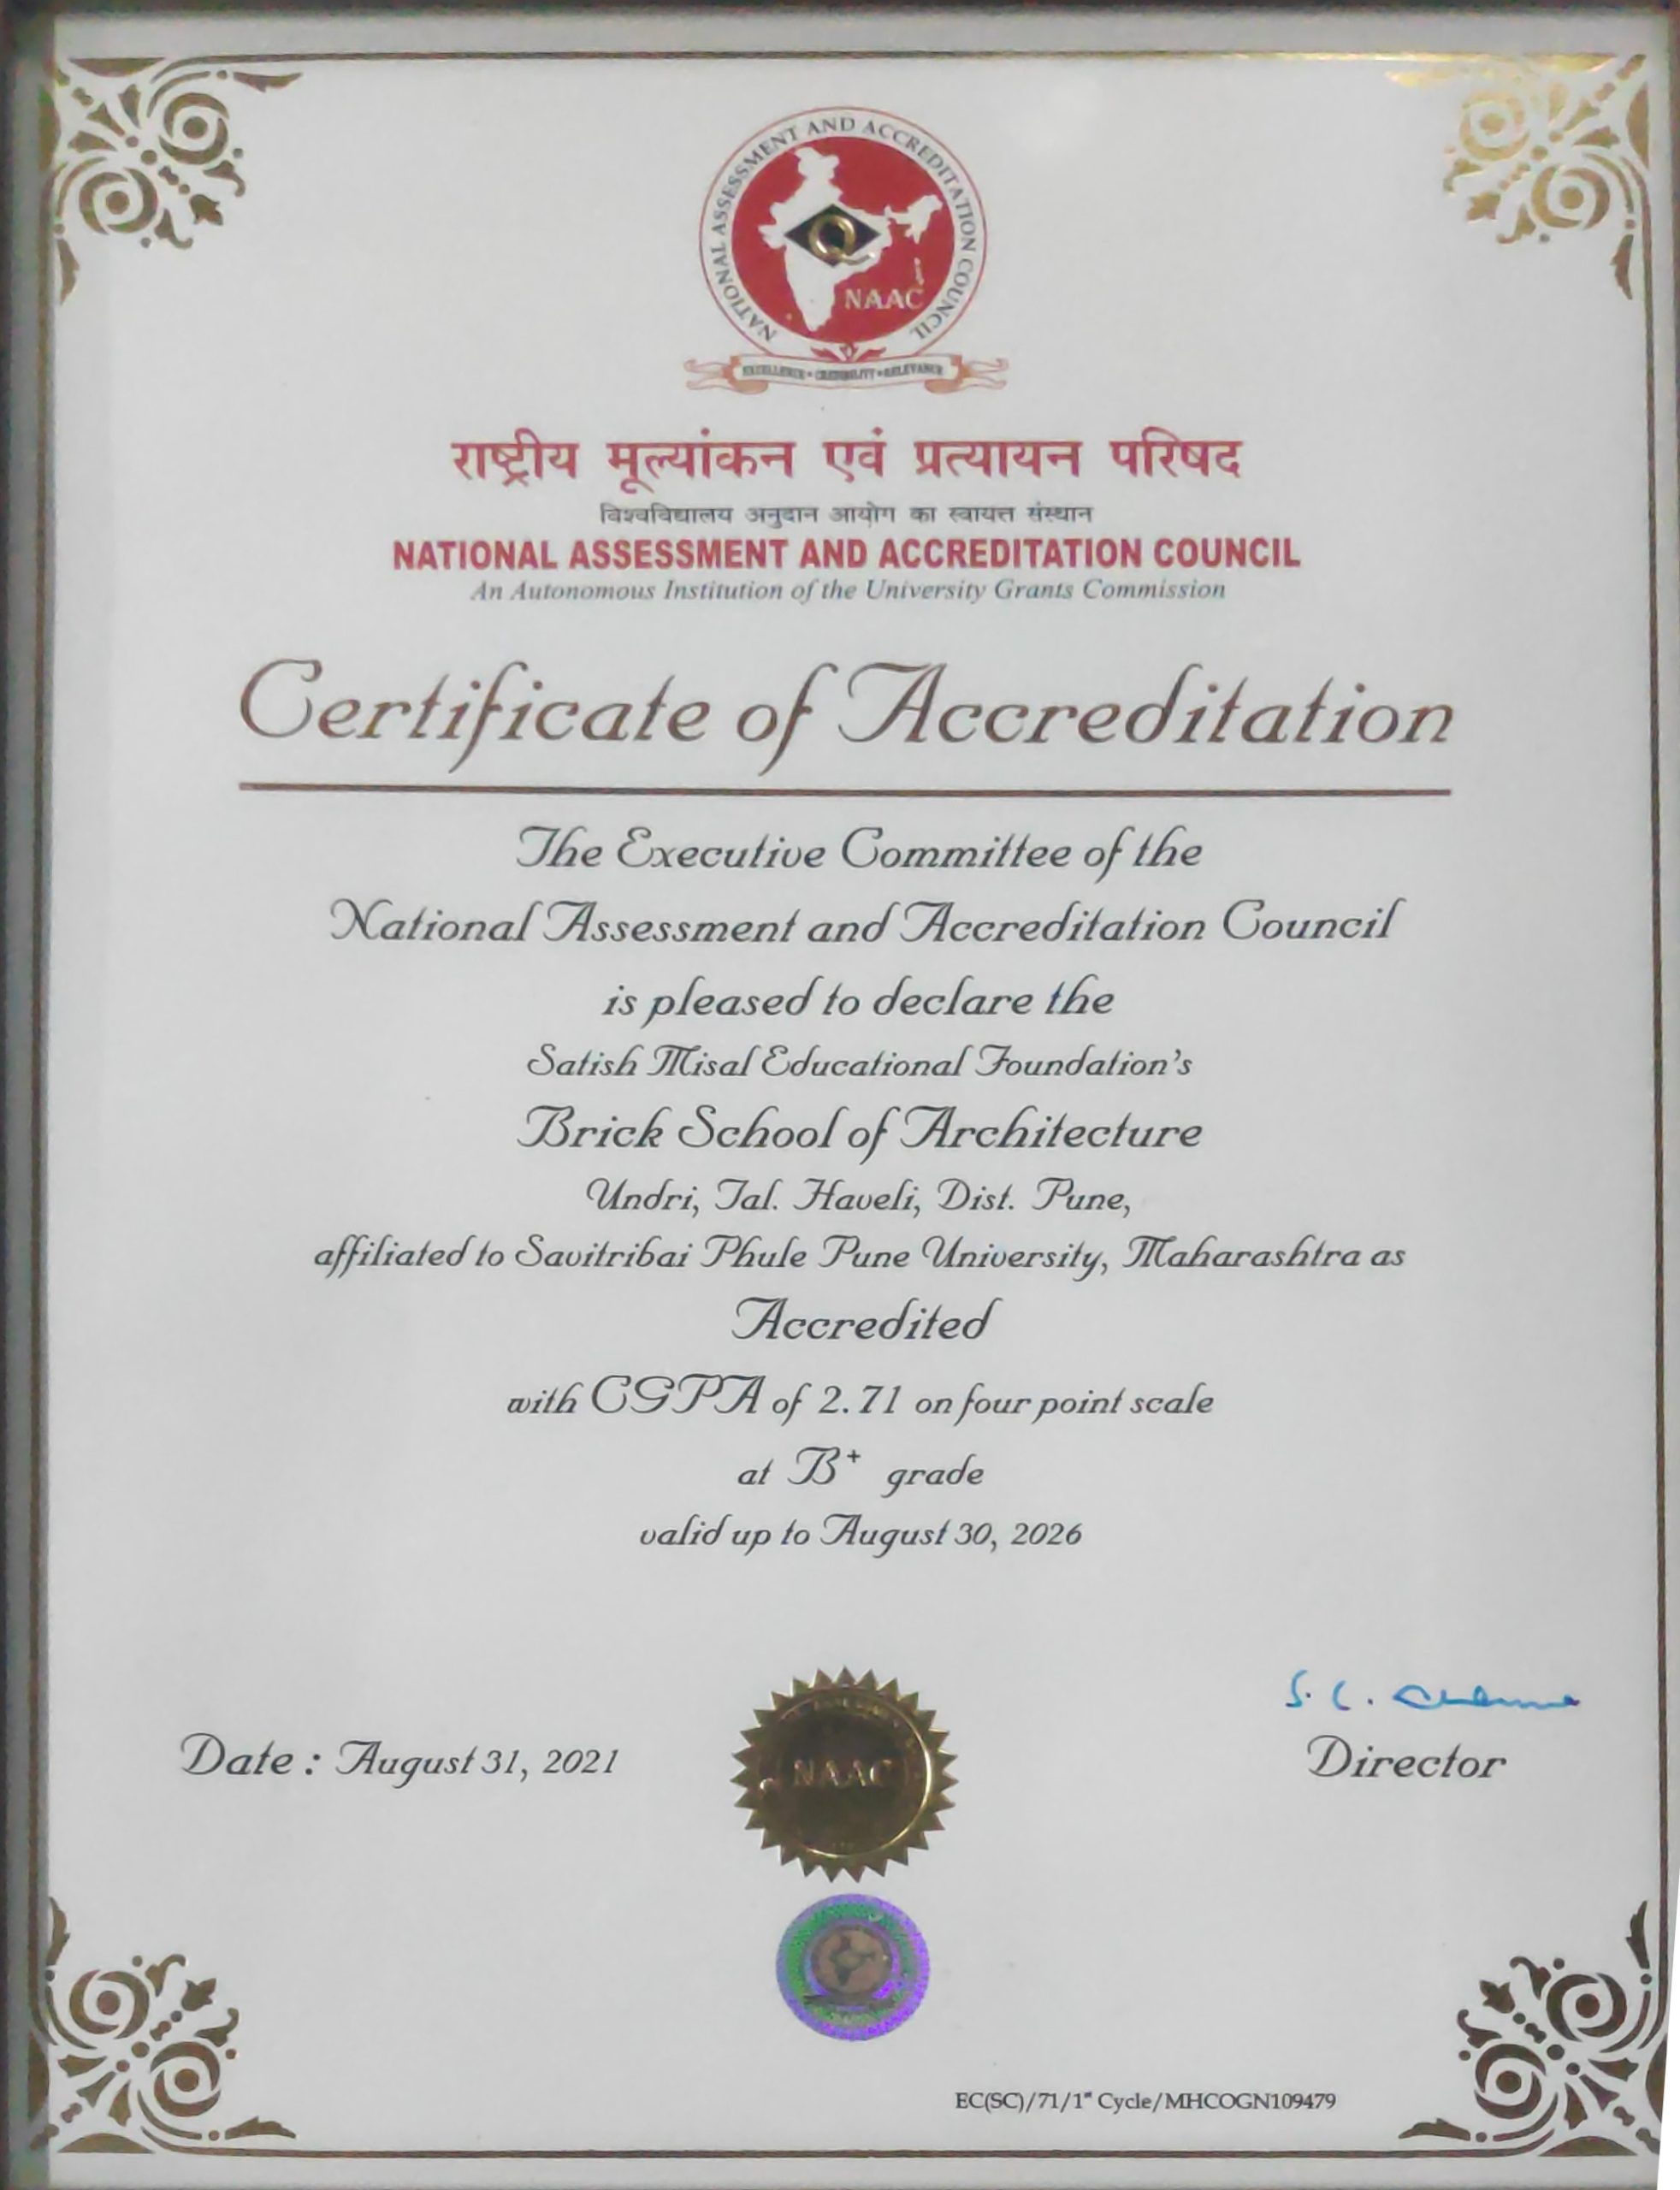 NATIONAL ASSESSMENT AND ACCREDITATION COUNCIL
Q
NAAC
EXCELLENCE • CREDIBILITY • RELEVANCE
राष्ट्रीय मूल्यांकन एवं प्रत्यायन परिषद
विश्वविद्यालय अनुदान आयोग का स्वायत्त संस्थान
NATIONAL ASSESSMENT AND ACCREDITATION COUNCIL
An Autonomous Institution of the University Grants Commission
Certificate of Accreditation
The Executive Committee of the
National Assessment and Accreditation Council
is pleased to declare the
Satish Misal Educational Foundation's
Brick School of Architecture
Undri, Tal. Haveli, Dist. Pune,
affiliated to Savitribai Phule Pune University, Maharashtra as
Accredited
with CGPA of 2.71 on four point scale
at B⁺ grade
valid up to August 30, 2026
S. C.
Date : August 31, 2021
NAAC
Director
EC(SC)/71/1ˢᵗ Cycle/MHCOGN109479